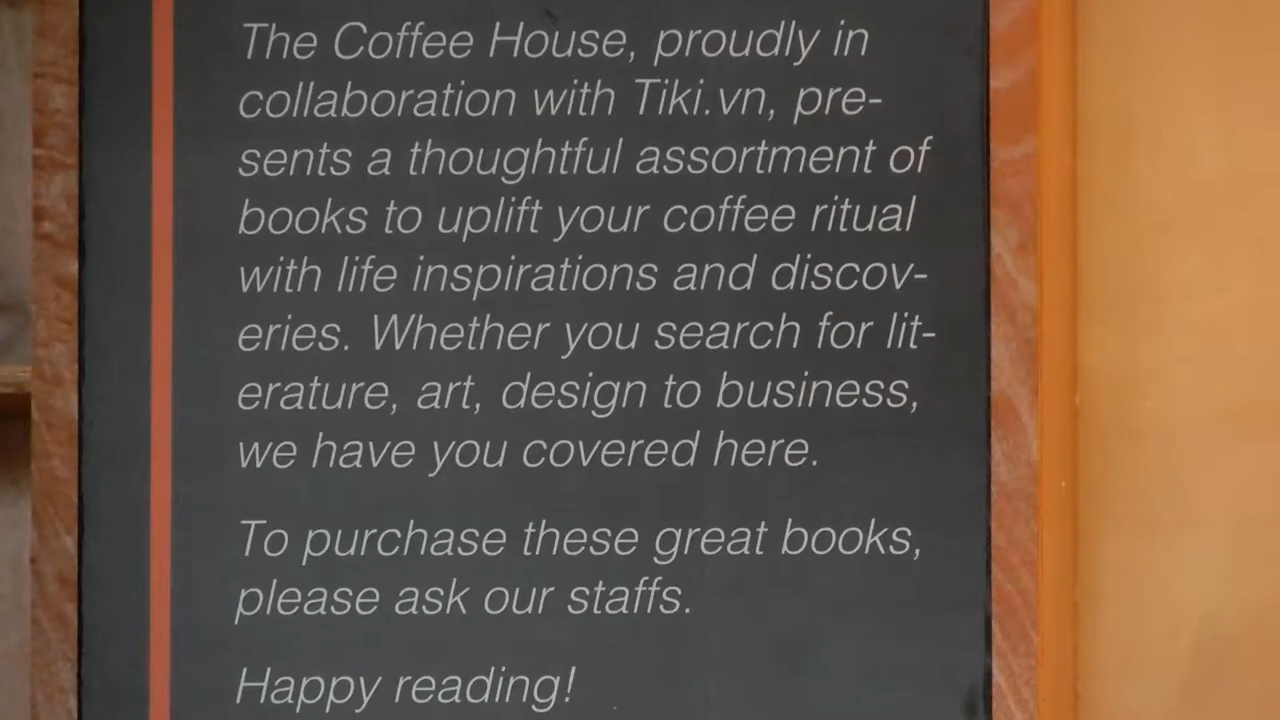 The Coffee House, proudly in
collaboration with Tiki.vn, pre-
sents a thoughtful assortment of
books to uplift your coffee ritual
with life inspirations and discov-
eries. Whether you search for lit-
erature, art, design to business,
we have you covered here.
To purchase these great books,
please ask our staffs.
Happy reading!